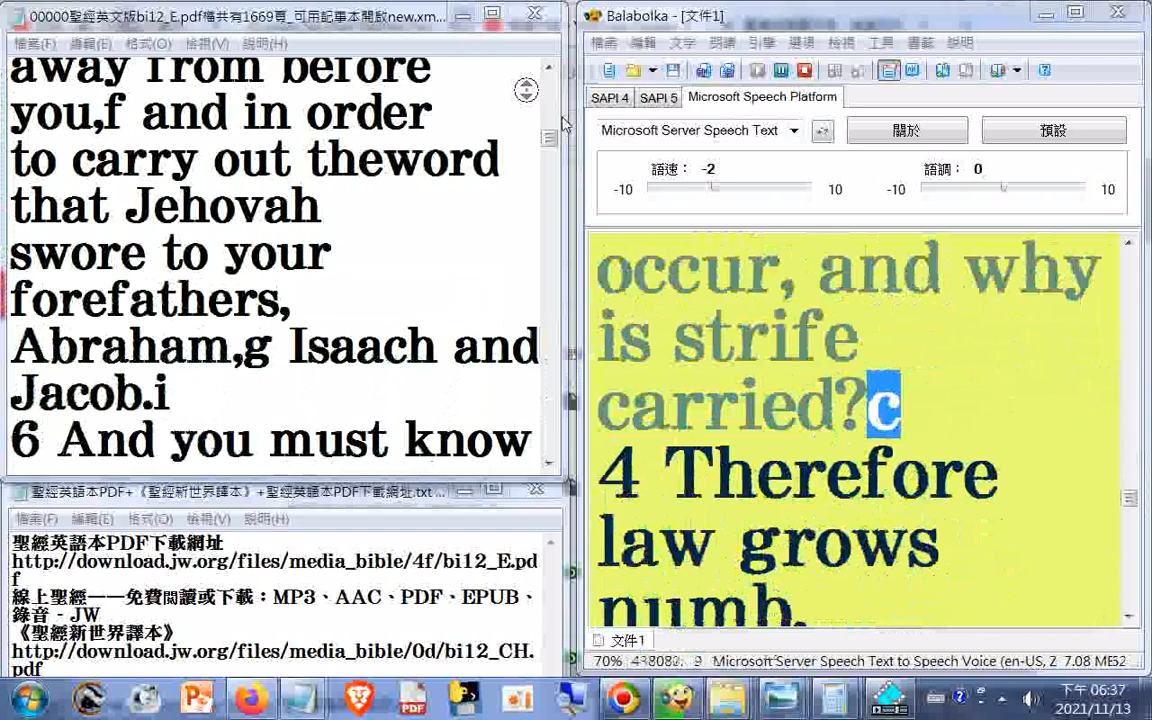 00000聖經英文版bi12_E.pdf檔共有1669頁_可用記事本開啟new.xm...
檔案(F) 編輯(E) 格式(O) 檢視(V) 說明(H)
away from before
you,f and in order
to carry out theword
that Jehovah
swore to your
forefathers,
Abraham,g Isaach and
Jacob.i
6 And you must know
聖經英語本PDF+《聖經新世界譯本》+聖經英語本PDF下載網址.txt ...
檔案(F) 編輯(E) 格式(O) 檢視(V) 說明(H)
聖經英語本PDF下載網址
http://download.jw.org/files/media_bible/4f/bi12_E.pd
f
線上聖經——免費閱讀或下載：MP3、AAC、PDF、EPUB、
錄音 - JW
《聖經新世界譯本》
http://download.jw.org/files/media_bible/0d/bi12_CH.
pdf
Balabolka - [文件1]
檔案 編輯 文字 朗讀 引擎 選項 檢視 工具 書籤 說明
SAPI 4 SAPI 5 Microsoft Speech Platform
Microsoft Server Speech Text 關於 預設
語速： -2 語調： 0
-10 10 -10 10
occur, and why
is strife
carried?c
4 Therefore
law grows
numb.
文件1
70% 438082, 9 Microsoft Server Speech Text to Speech Voice (en-US, Z 7.08 ME52
下午 06:37
2021/11/13